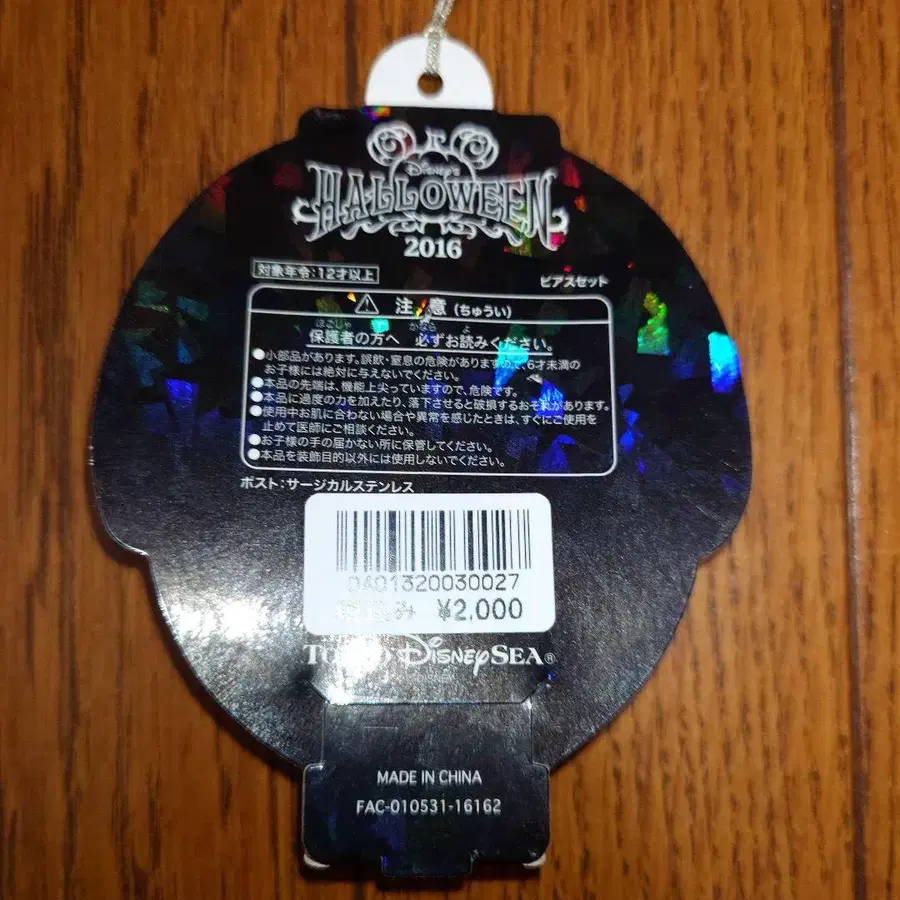 Disney's
HALLOWEEN
2016
対象年令:12才以上
ピアスセット
⚠ 注意(ちゅうい)
ほごしゃ かなら よ
保護者の方へ 必ずお読みください。
●小部品があります。誤飲・窒息の危険がありますので、6才未満の
お子様には絶対に与えないでください。
●本品の先端は、機能上尖っていますので、危険です。
●本品に過度の力を加えたり、落下させると破損するおそれがあります。
●使用中お肌に合わない場合や異常を感じたときは、すぐにご使用を
止めて医師にご相談ください。
●お子様の手の届かない所に保管してください。
●本品を装飾目的以外には使用しないでください。
ポスト:サージカルステンレス
0401320030027
¥2,000
DisneySEA®
MADE IN CHINA
FAC-010531-16162